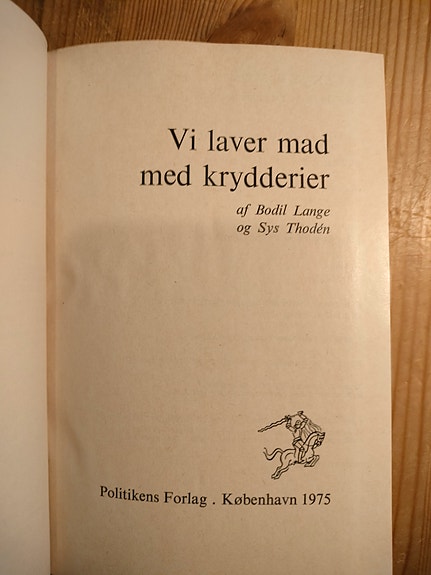 Vi laver mad
med krydderier
af Bodil Lange
og Sys Thodén
Politikens Forlag . København 1975